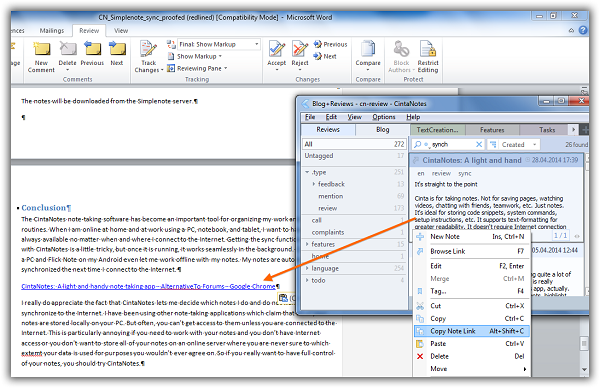 CN_Simplenote_sync_proofed (redlined) [Compatibility Mode] - Microsoft Word
Mailings Review View
New Comment
Delete
Previous
Next
Comments
Track Changes
Final: Show Markup
Show Markup
Reviewing Pane
Tracking
Accept
Reject
Previous
Next
Changes
Compare
Compare
Block Authors
Restrict Editing
Protect
The notes will be downloaded from the Simplenote server.¶
¶
Conclusion¶
The CintaNotes note-taking software has become an important tool for organizing my work and
routines. When I am online at home and at work using a PC, notebook, and tablet, I want to
always available no matter when and where I connect to the Internet. Getting the sync
with CintaNotes is a little tricky, but once it is running, it works seamlessly in the background.
a PC and Flick Note on my Android even let me work offline with my notes. My notes are
synchronized the next time I connect to the Internet.¶
CintaNotes: A light and handy note taking app – AlternativeTo Forums – Google Chrome¶
I really do appreciate the fact that CintaNotes lets me decide which notes I do and do
synchronize to the Internet. I have been using other note-taking applications which claim that
notes are stored locally on your PC. But often, you can't get access to them unless you are connected to the
Internet. This is particularly annoying if you need to work with your notes and you don't have Internet
access or you don't want to store all of your notes on an online server where you are never sure to which
extent your data is used for purposes you wouldn't ever agree on. So if you really want to have full control
of your notes, you should try CintaNotes.¶
Blog+Reviews - cn-review - CintaNotes
File Edit View Options Help
Reviews Blog
TextCreation... Features Tasks
All 272
Untagged 17
.type 251
feedback 13
mention 69
review 173
call 1
complaints 1
features 15
home 1
language 254
todo 4
synch
Created
26 found
CintaNotes: A light and hand 28.04.2014 17:39
en review sync
It's straight to the point
Cinta is for taking notes. Not for saving pages, watching
videos, chatting with friends, teamwork, etc. Just notes.
It's ideal for storing code snippets, system commands,
setup instructions, etc. It supports text-formatting for
greater readability. It doesn't require Internet connection
1 / 1
05.04.2014 12:44
New Note Ins, Ctrl+N
Browse Link F7
Edit F2, Enter
Merge Ctrl+M
Tag... F4
Cut Ctrl+X
Copy Ctrl+C
Copy Note Link Alt+Shift+C
Paste Ctrl+V
Delete Del
Move